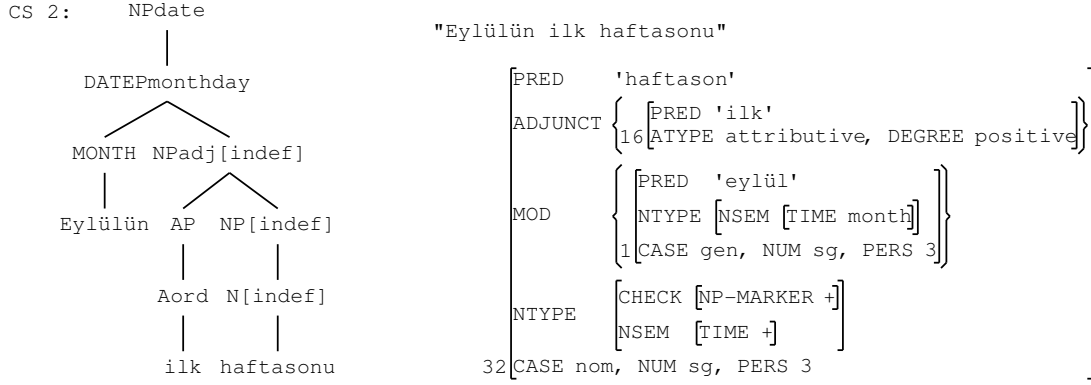 CS 2: NPdate
"Eylülün ilk haftasonu"
DATEPmonthday
MONTH NPadj[indef]
Eylülün AP NP[indef]
Aord N[indef]
ilk haftasonu
PRED 'haftason'
ADJUNCT { 16 [PRED 'ilk'
ATYPE attributive, DEGREE positive] }
MOD { 1 [PRED 'eylül'
NTYPE [NSEM [TIME month]]
CASE gen, NUM sg, PERS 3] }
NTYPE [CHECK [NP-MARKER +]
NSEM [TIME +]]
32 CASE nom, NUM sg, PERS 3